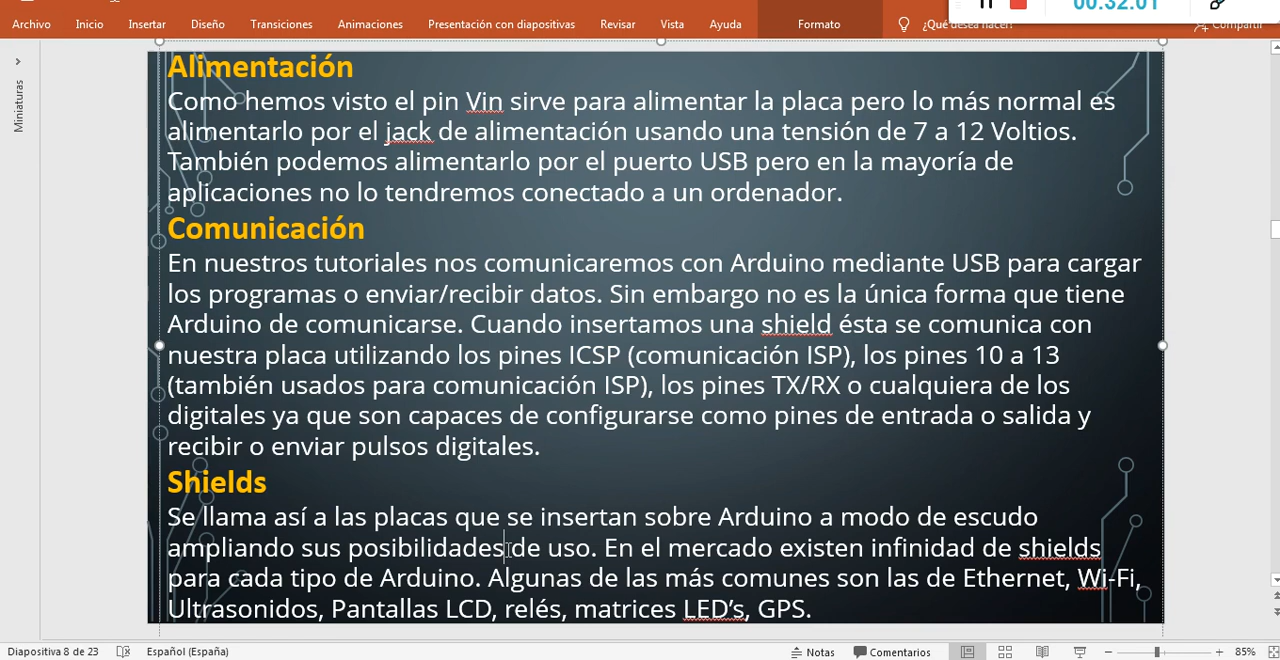 00:32:01
Archivo Inicio Insertar Diseño Transiciones Animaciones Presentación con diapositivas Revisar Vista Ayuda Formato ¿Qué desea hacer? Compartir
Miniaturas
Alimentación
Como hemos visto el pin Vin sirve para alimentar la placa pero lo más normal es
alimentarlo por el jack de alimentación usando una tensión de 7 a 12 Voltios.
También podemos alimentarlo por el puerto USB pero en la mayoría de
aplicaciones no lo tendremos conectado a un ordenador.
Comunicación
En nuestros tutoriales nos comunicaremos con Arduino mediante USB para cargar
los programas o enviar/recibir datos. Sin embargo no es la única forma que tiene
Arduino de comunicarse. Cuando insertamos una shield ésta se comunica con
nuestra placa utilizando los pines ICSP (comunicación ISP), los pines 10 a 13
(también usados para comunicación ISP), los pines TX/RX o cualquiera de los
digitales ya que son capaces de configurarse como pines de entrada o salida y
recibir o enviar pulsos digitales.
Shields
Se llama así a las placas que se insertan sobre Arduino a modo de escudo
ampliando sus posibilidades de uso. En el mercado existen infinidad de shields
para cada tipo de Arduino. Algunas de las más comunes son las de Ethernet, Wi-Fi,
Ultrasonidos, Pantallas LCD, relés, matrices LED’s, GPS.
Diapositiva 8 de 23 Español (España) Notas Comentarios 85%